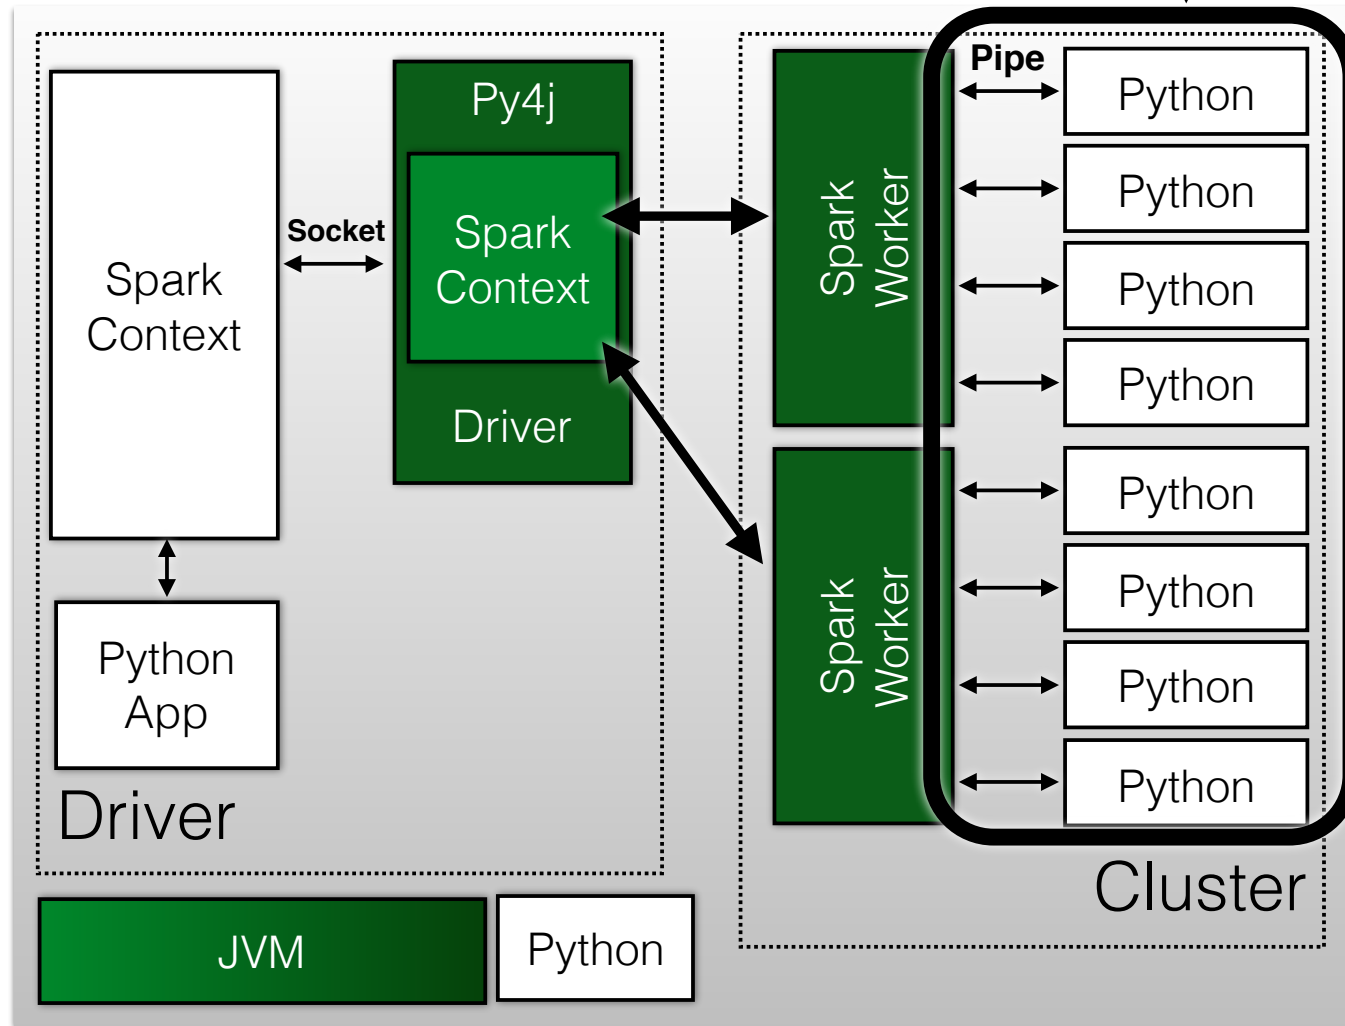 Spark
Context
Socket
Py4j
Spark
Context
Driver
Python
App
Driver
Spark
Worker
Spark
Worker
Pipe
Python
Python
Python
Python
Python
Python
Python
Python
Cluster
JVM
Python